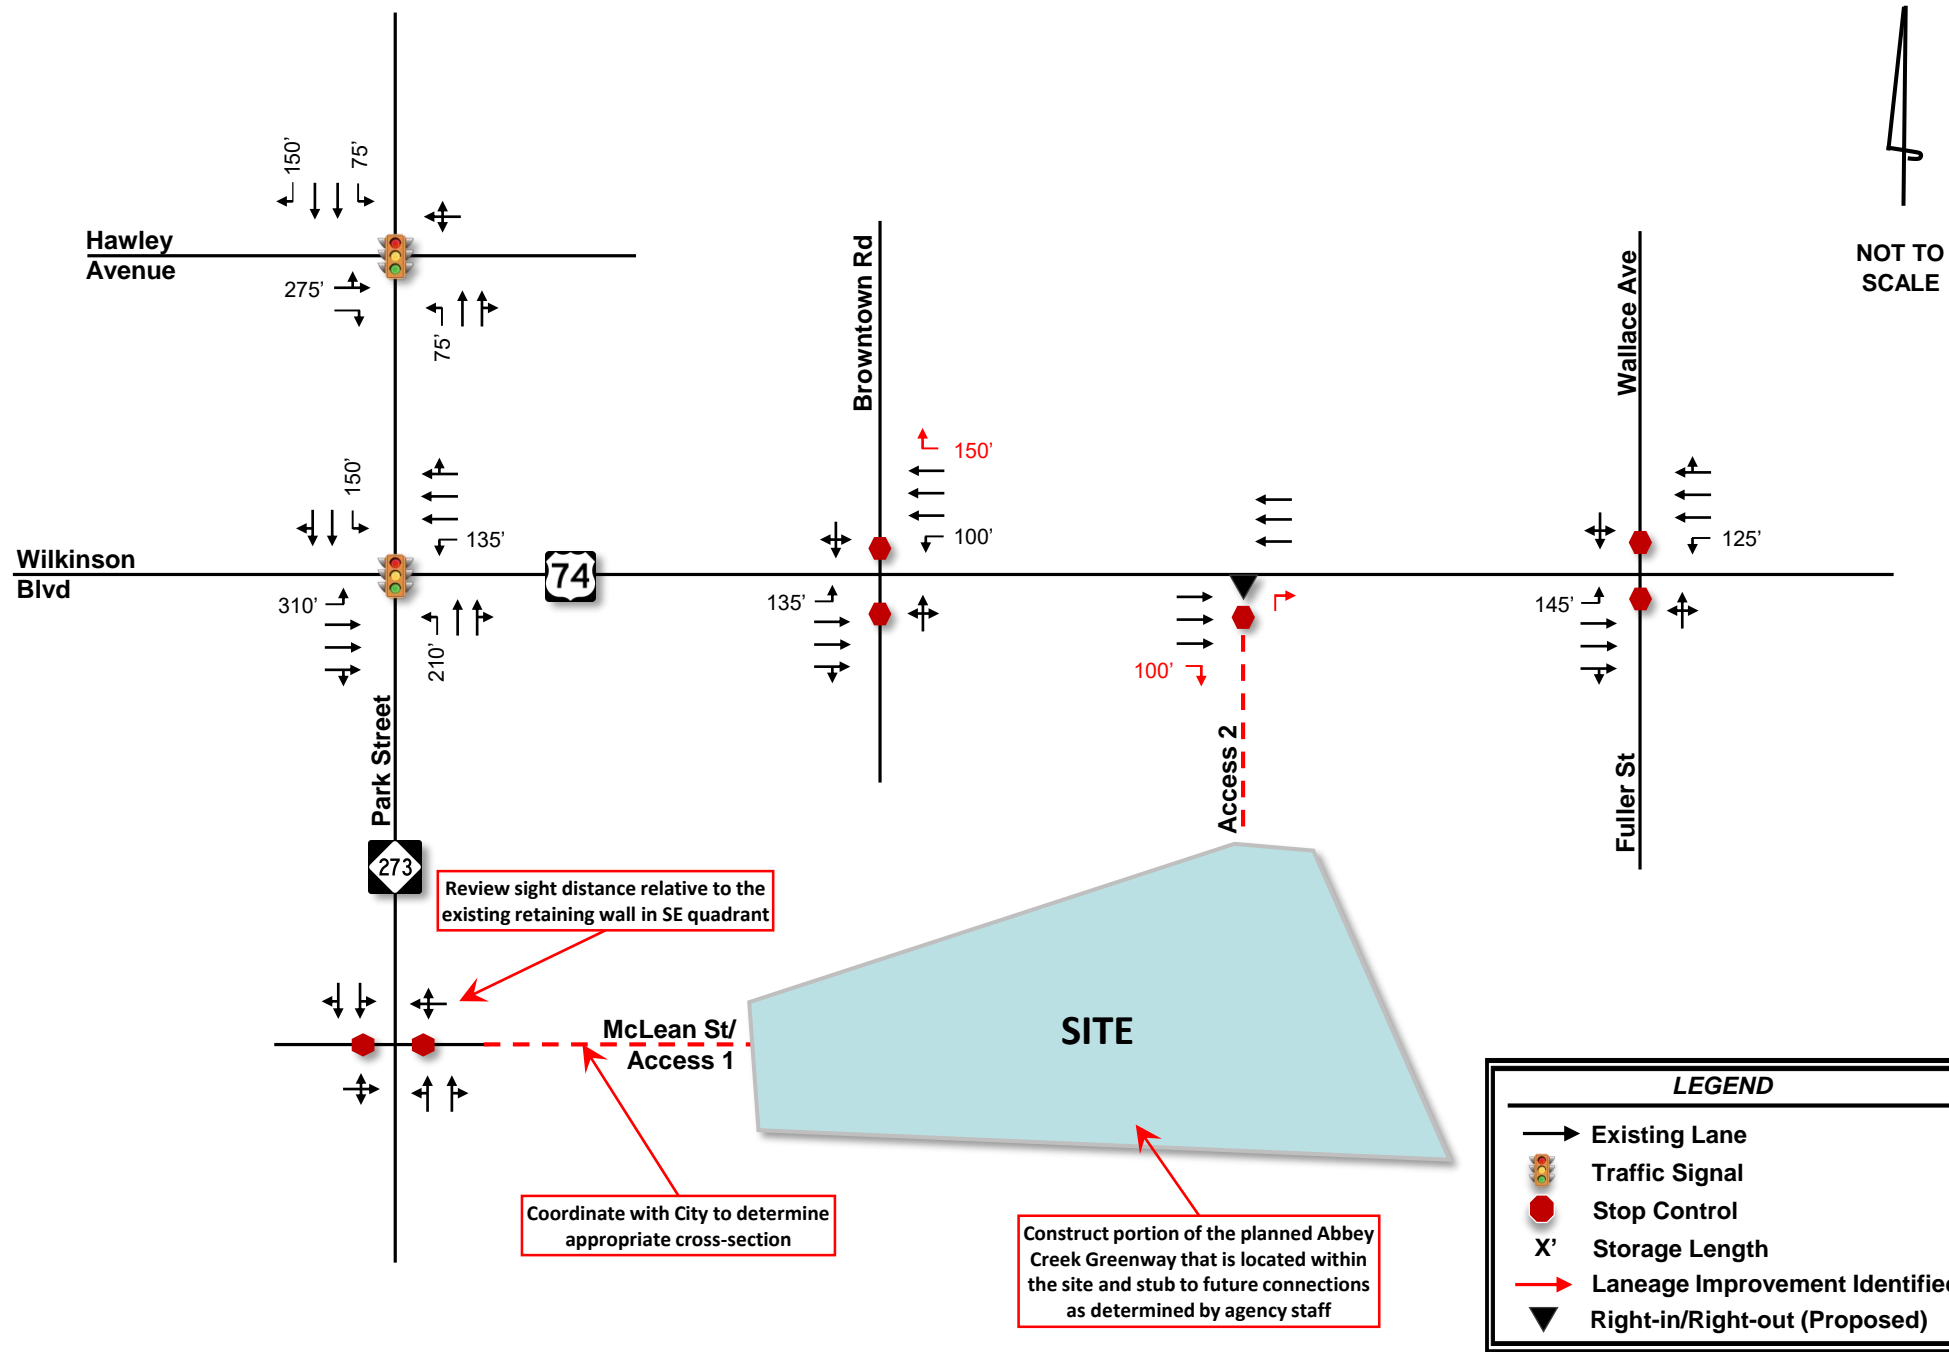 150’
75’
Hawley
Avenue
275’
75’
NOT TO
SCALE
Browntown Rd
Wallace Ave
150’
150’
135’
100’
125’
Wilkinson
Blvd
74
310’
210’
135’
100’
145’
Park Street
Access 2
Fuller St
273
Review sight distance relative to the
existing retaining wall in SE quadrant
McLean St/
Access 1
SITE
Coordinate with City to determine
appropriate cross-section
Construct portion of the planned Abbey
Creek Greenway that is located within
the site and stub to future connections
as determined by agency staff
LEGEND
Existing Lane
Traffic Signal
Stop Control
X’ Storage Length
Laneage Improvement Identified
Right-in/Right-out (Proposed)